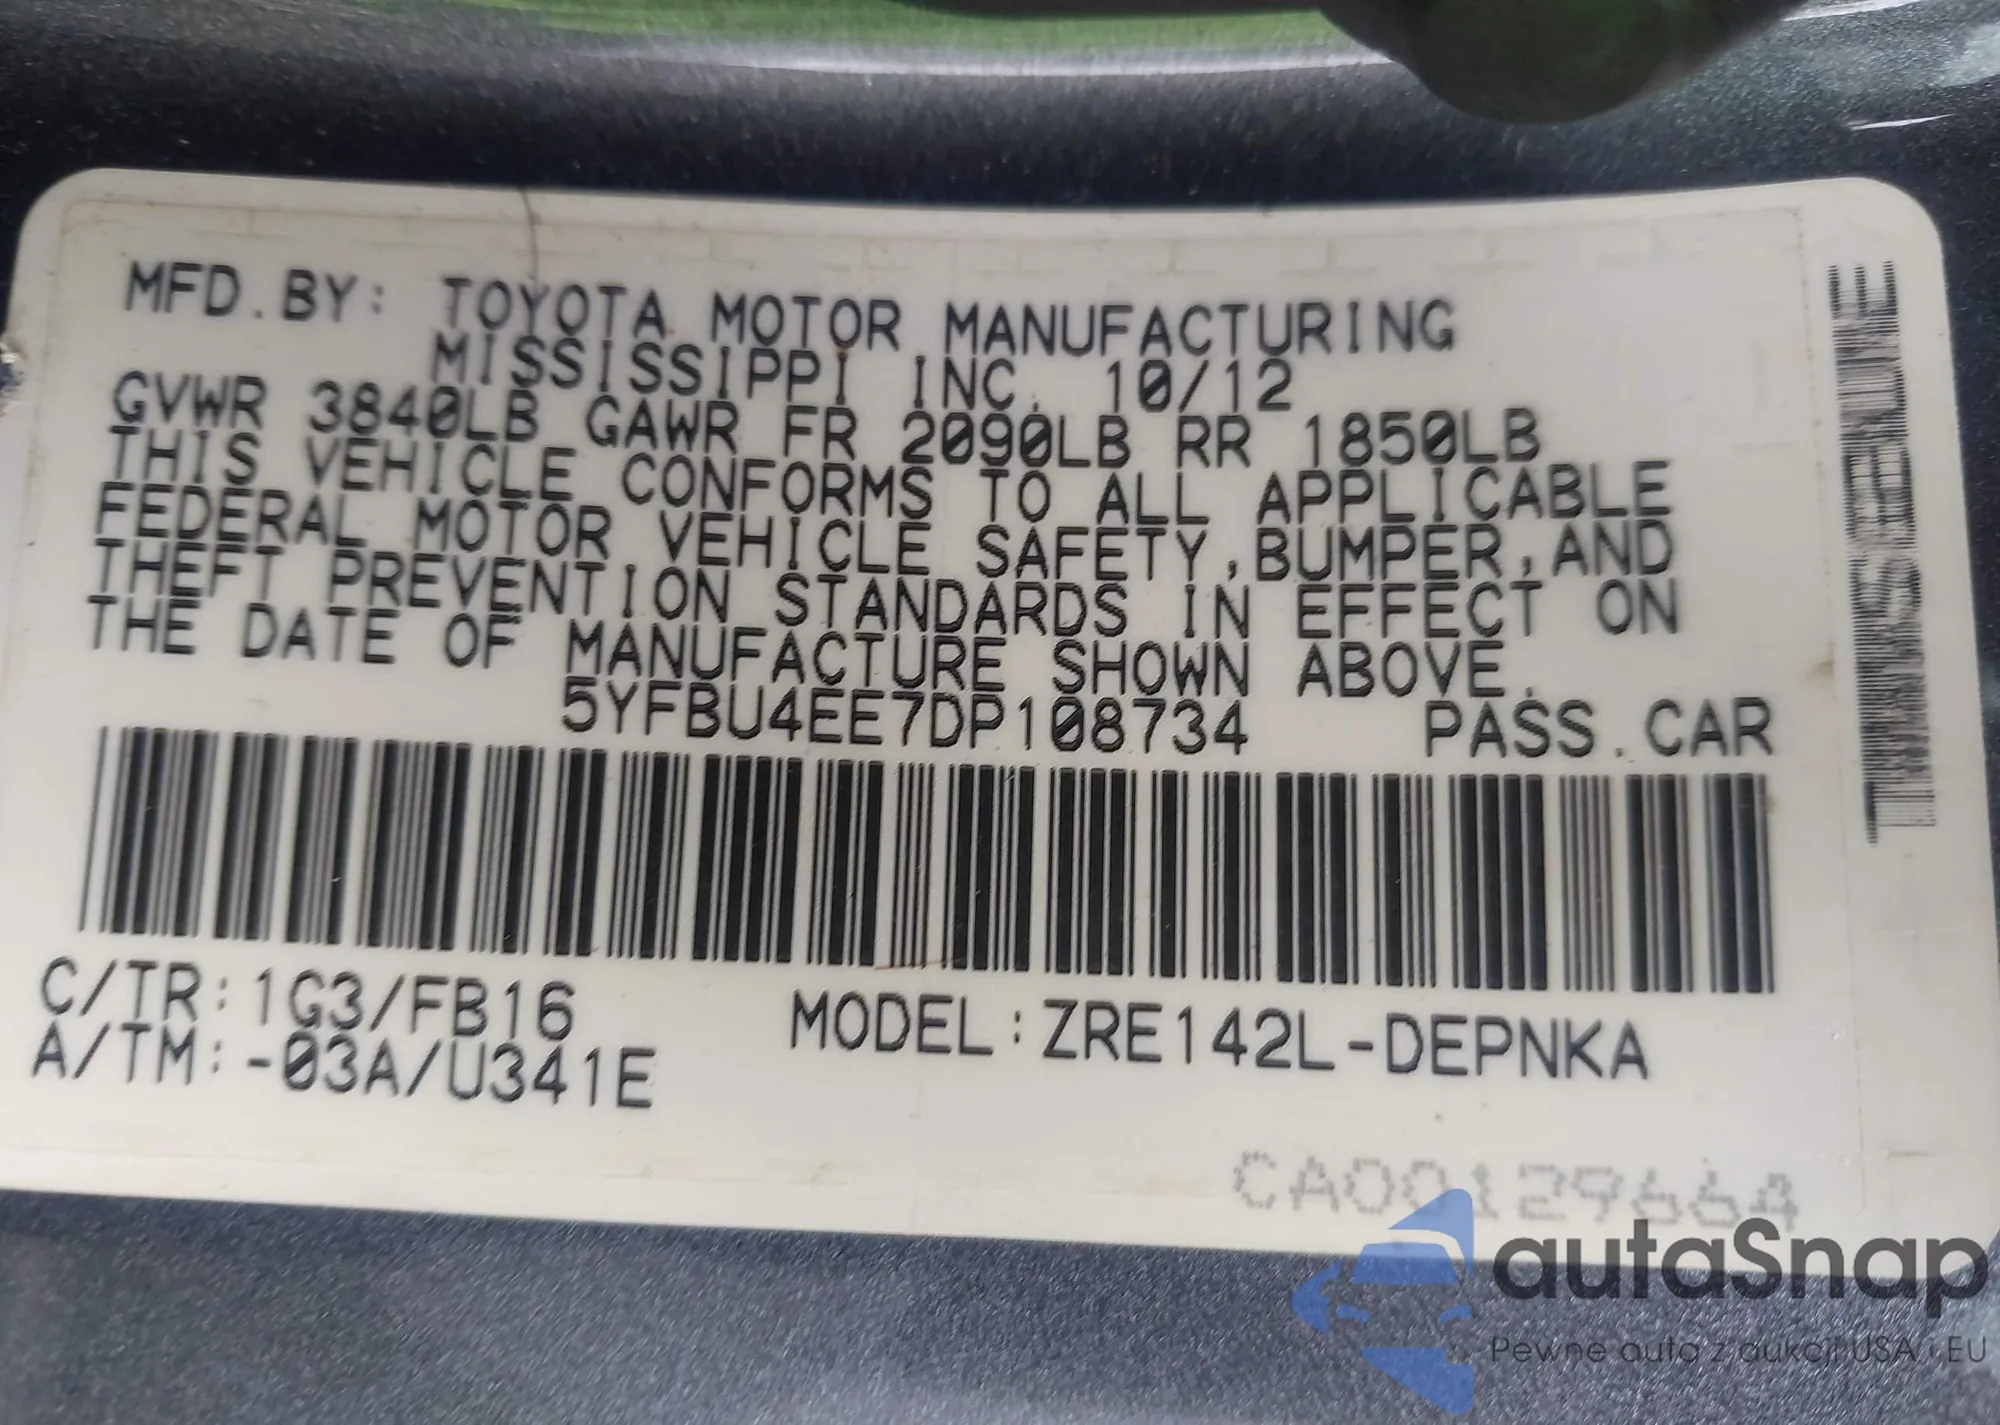 MFD.BY: TOYOTA MOTOR MANUFACTURING
MISSISSIPPI INC. 10/12
GVWR 3840LB GAWR FR 2090LB RR 1850LB
THIS VEHICLE CONFORMS TO ALL APPLICABLE
FEDERAL MOTOR VEHICLE SAFETY,BUMPER,AND
THEFT PREVENTION STANDARDS IN EFFECT ON
THE DATE OF MANUFACTURE SHOWN ABOVE.
5YFBU4EE7DP108734 PASS.CAR
C/TR:1G3/FB16
A/TM:-03A/U341E
MODEL:ZRE142L-DEPNKA
CA00129664
autaSnap
Pewne auta z aukcji USA i EU